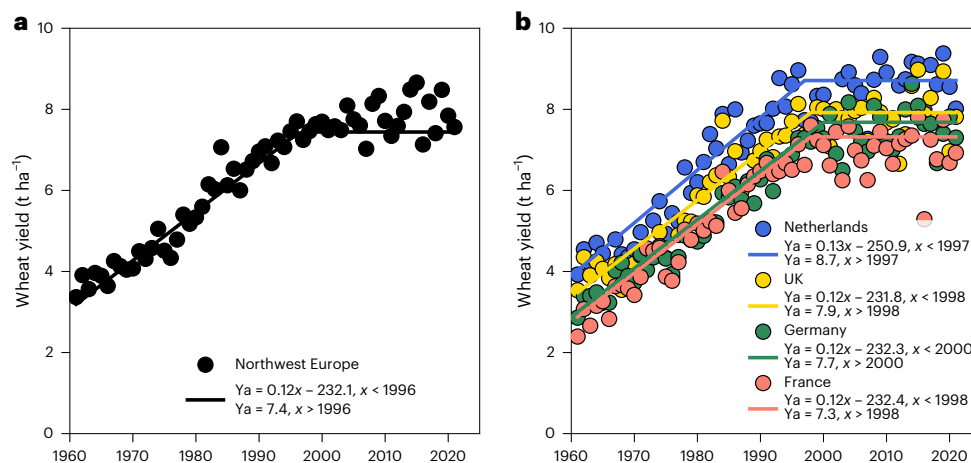 a
10
8
6
4
2
0
Wheat yield (t ha⁻¹)
1960 1970 1980 1990 2000 2010 2020
Northwest Europe
Ya = 0.12x – 232.1, x < 1996
Ya = 7.4, x > 1996
b
10
8
6
4
2
0
Wheat yield (t ha⁻¹)
1960 1970 1980 1990 2000 2010 2020
Netherlands
Ya = 0.13x – 250.9, x < 1997
Ya = 8.7, x > 1997
UK
Ya = 0.12x – 231.8, x < 1998
Ya = 7.9, x > 1998
Germany
Ya = 0.12x – 232.3, x < 2000
Ya = 7.7, x > 2000
France
Ya = 0.12x – 232.4, x < 1998
Ya = 7.3, x > 1998